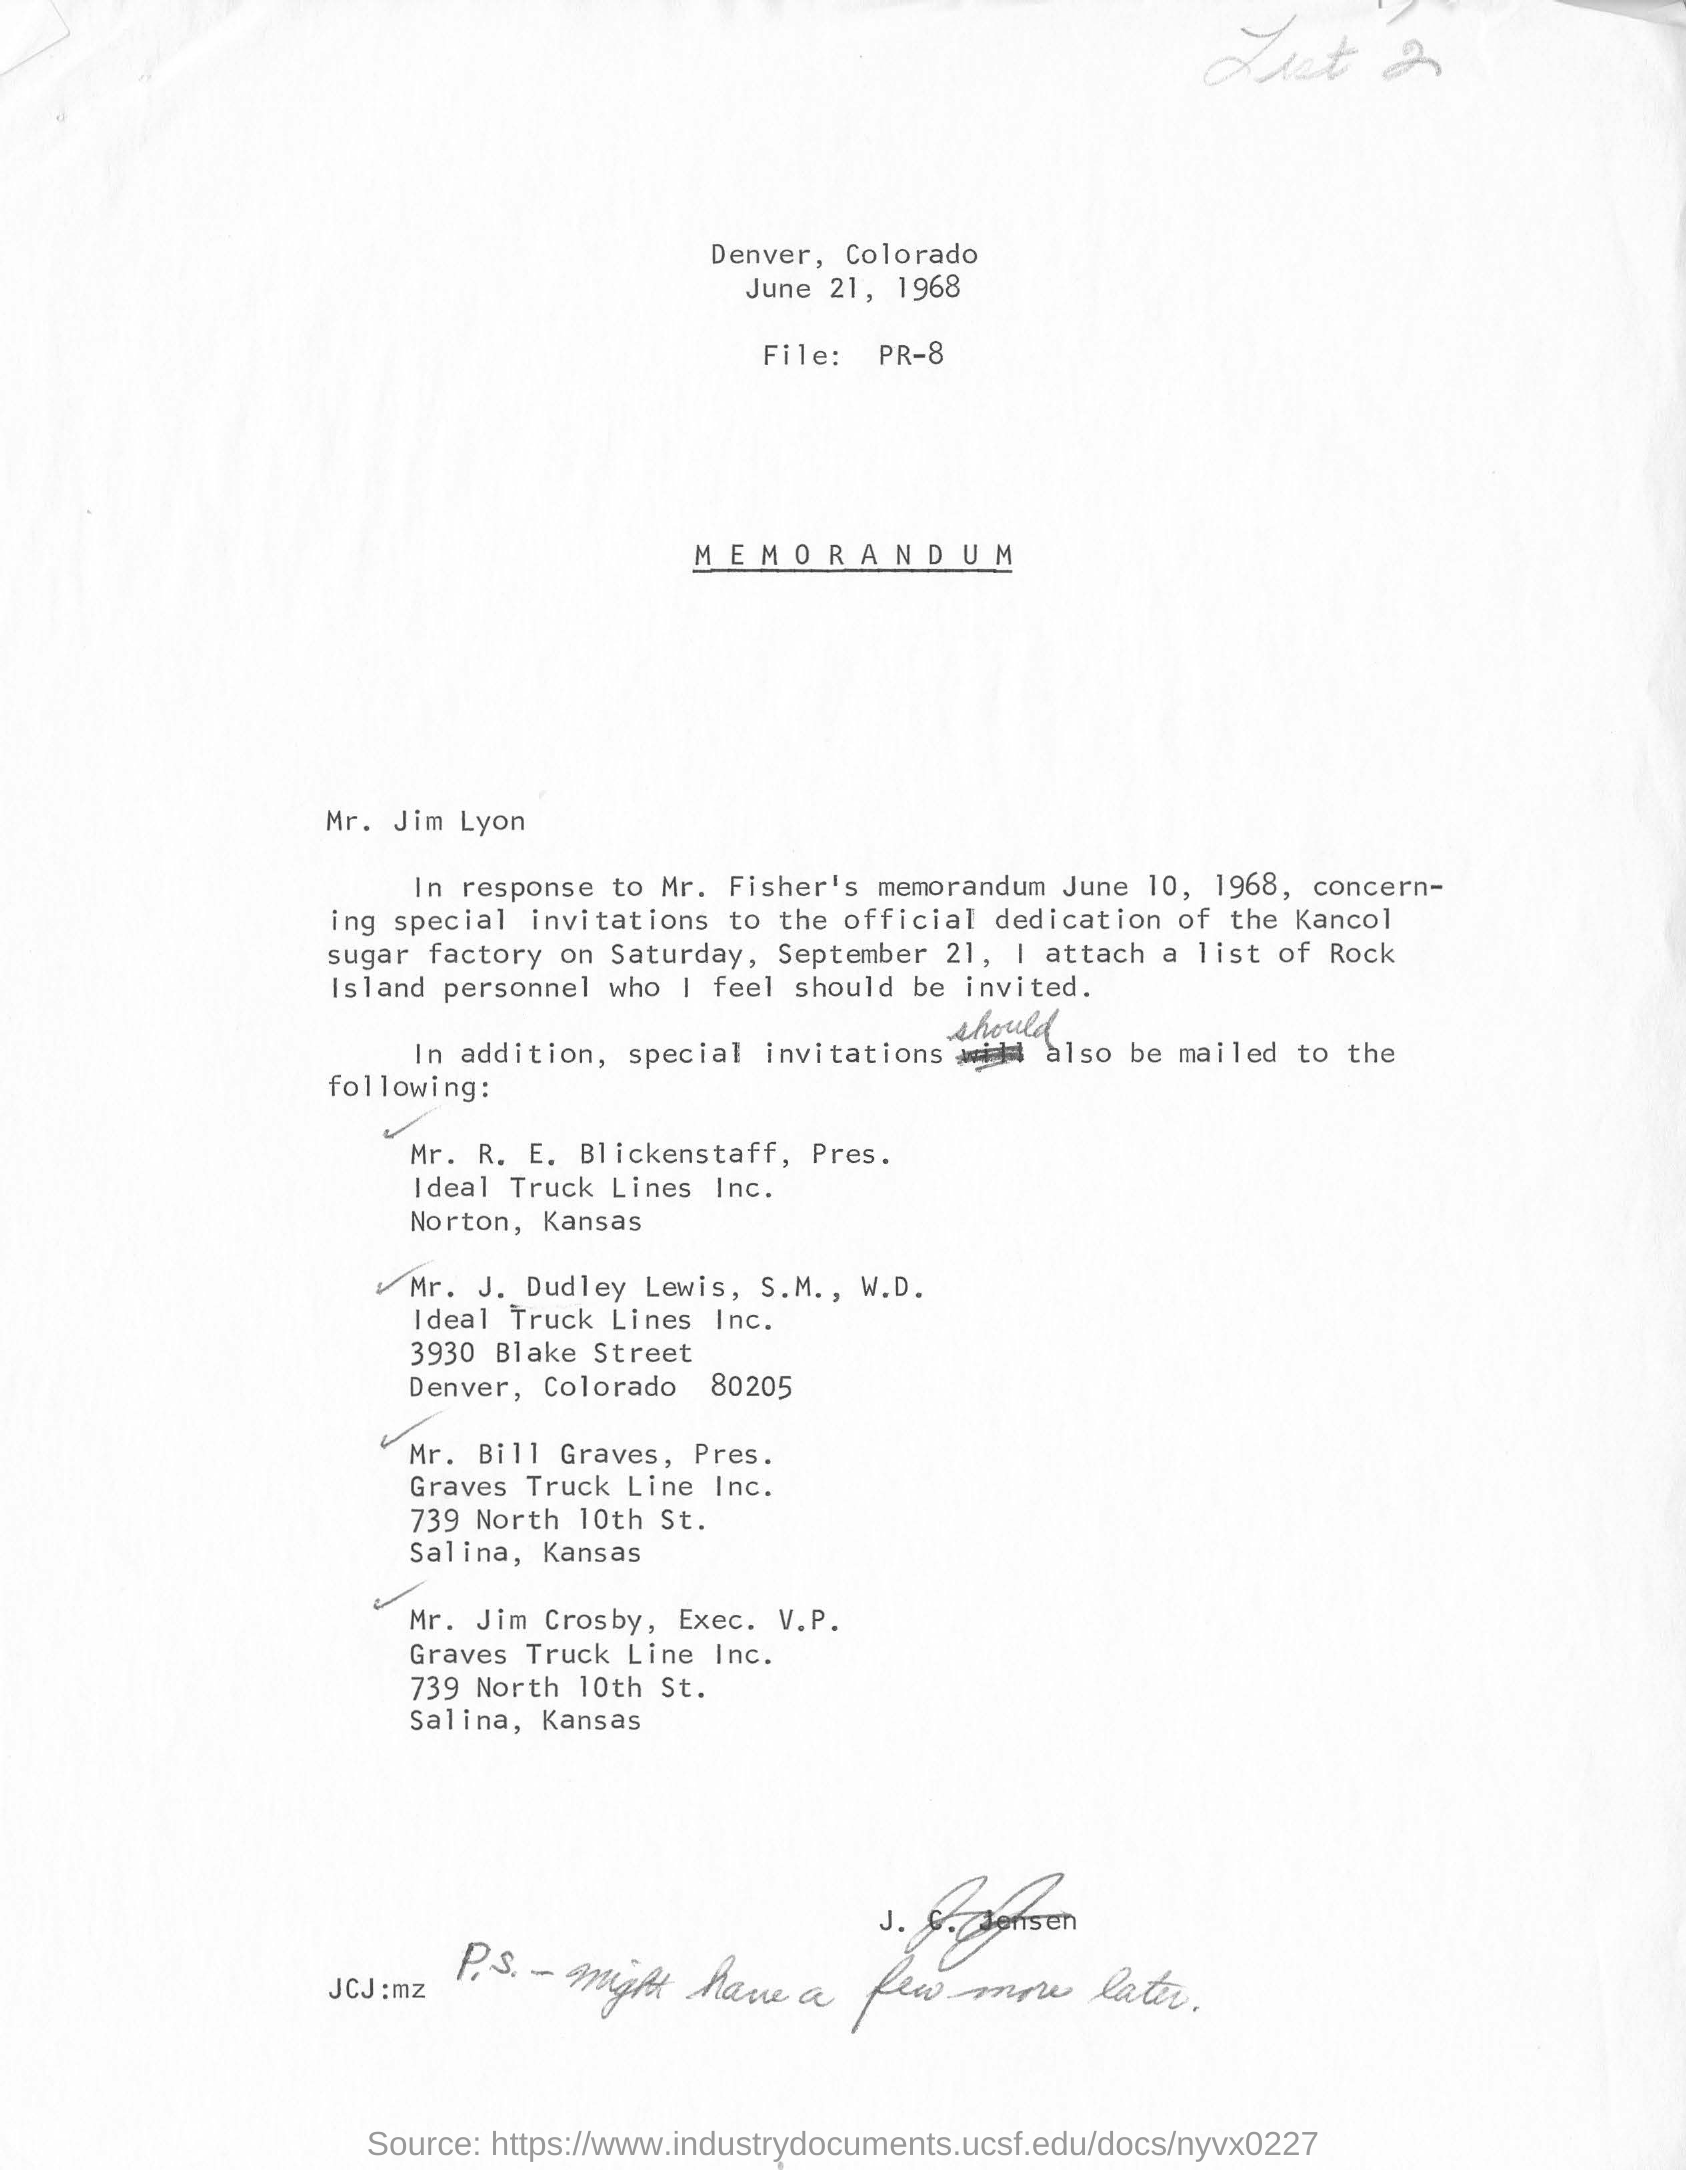 List 2
Denver, Colorado
June 21, 1968
File: PR-8
MEMORANDUM
Mr. Jim Lyon
In response to Mr. Fisher's memorandum June 10, 1968, concern-
ing special invitations to the official dedication of the Kancol
sugar factory on Saturday, September 21, I attach a list of Rock
Island personnel who I feel should be invited.
should
In addition, special invitations will also be mailed to the
following:
Mr. R. E. Blickenstaff, Pres.
Ideal Truck Lines Inc.
Norton, Kansas
Mr. J. Dudley Lewis, S.M., W.D.
Ideal Truck Lines Inc.
3930 Blake Street
Denver, Colorado 80205
Mr. Bill Graves, Pres.
Graves Truck Line Inc.
739 North 10th St.
Salina, Kansas
Mr. Jim Crosby, Exec. V.P.
Graves Truck Line Inc.
739 North 10th St.
Salina, Kansas
J. C. Jensen
JCJ:mz P.S. - might have a few more later.
Source: https://www.industrydocuments.ucsf.edu/docs/nyvx0227